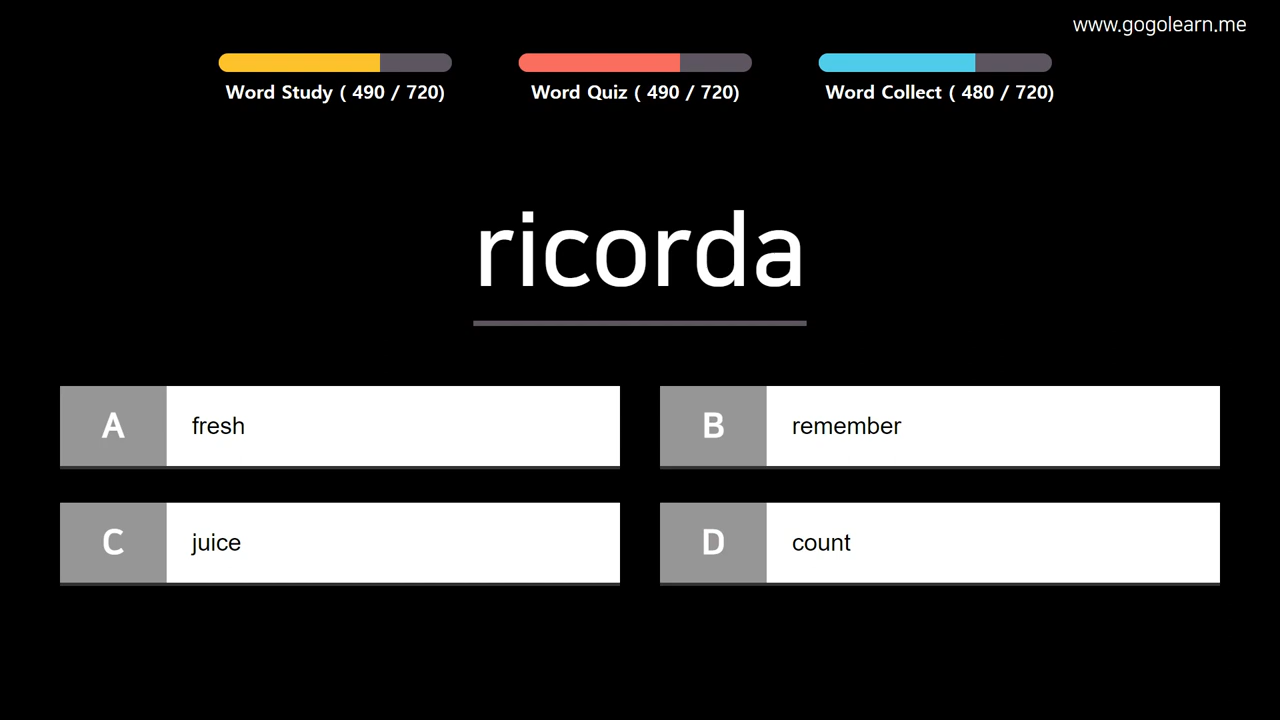 www.gogolearn.me
Word Study ( 490 / 720)
Word Quiz ( 490 / 720)
Word Collect ( 480 / 720)
ricorda
A fresh
B remember
C juice
D count